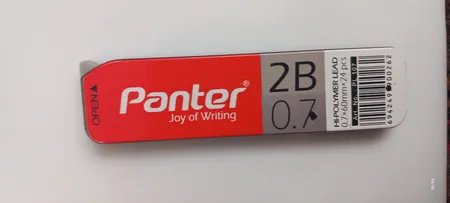 OPEN▲
Panter®
Joy of Writing
2B
0.7
HI-POLYMER LEAD
0.7×60mm×24 pcs